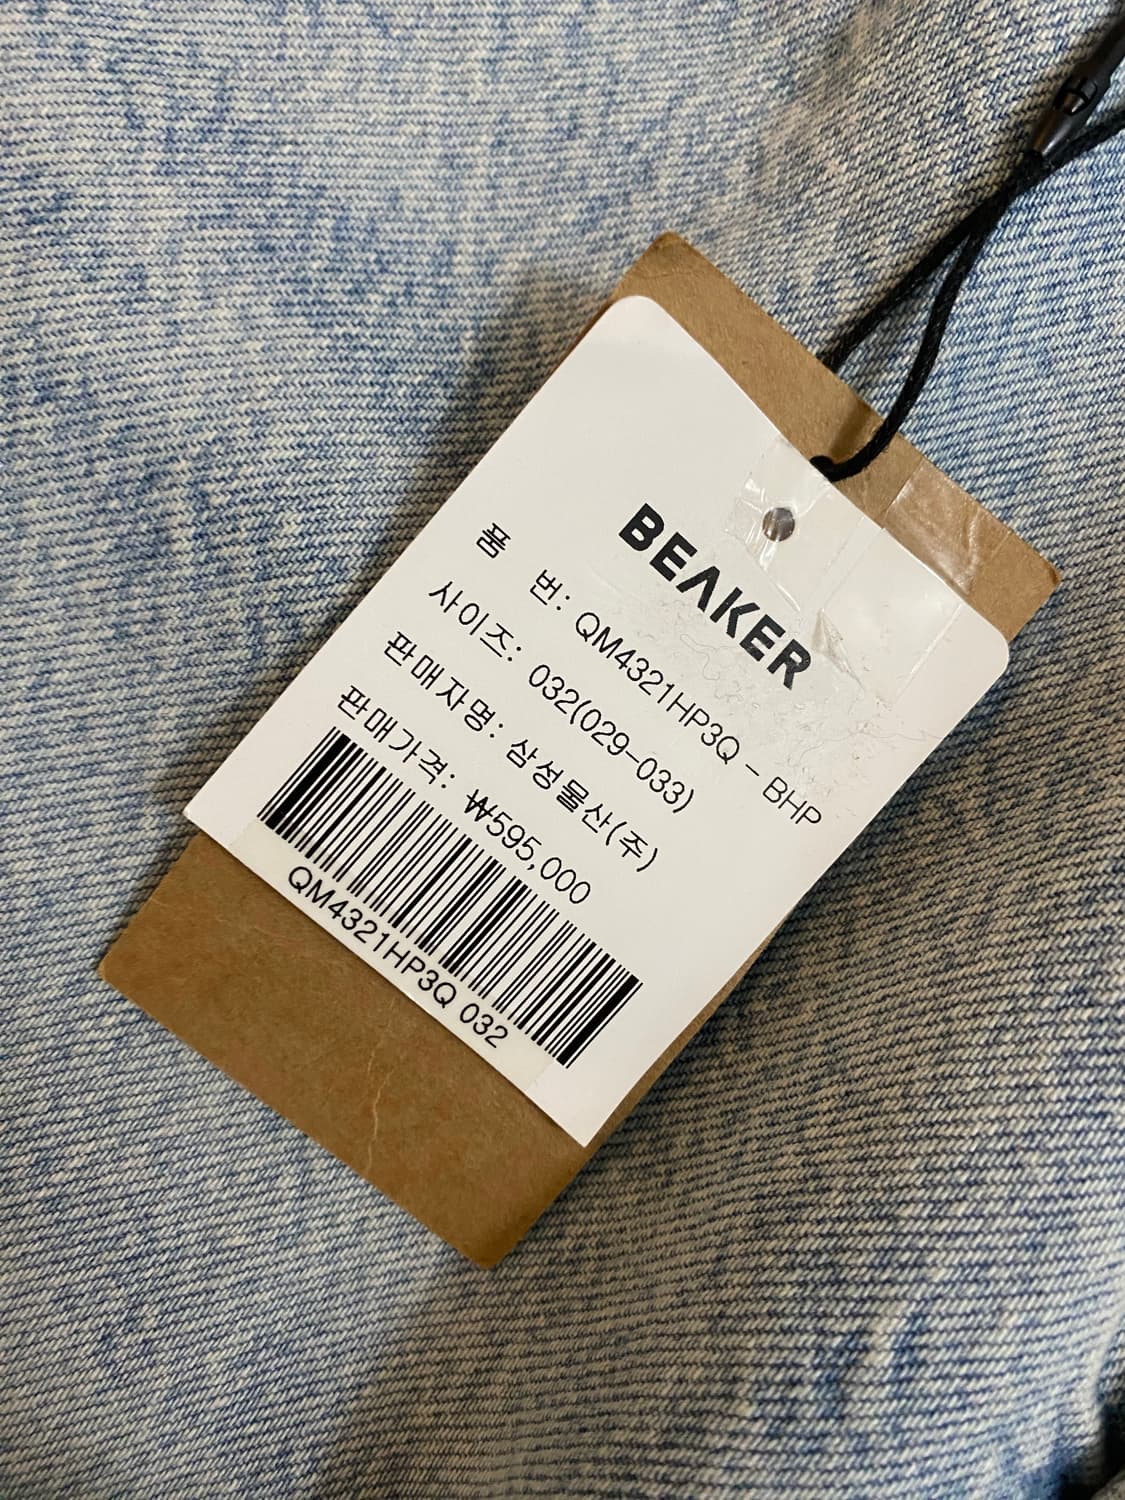 BEAKER
품 번: QM4321HP3Q - BHP
사이즈: 032(029-033)
판매자명: 삼성물산(주)
판매가격: ₩595,000
QM4321HP3Q 032